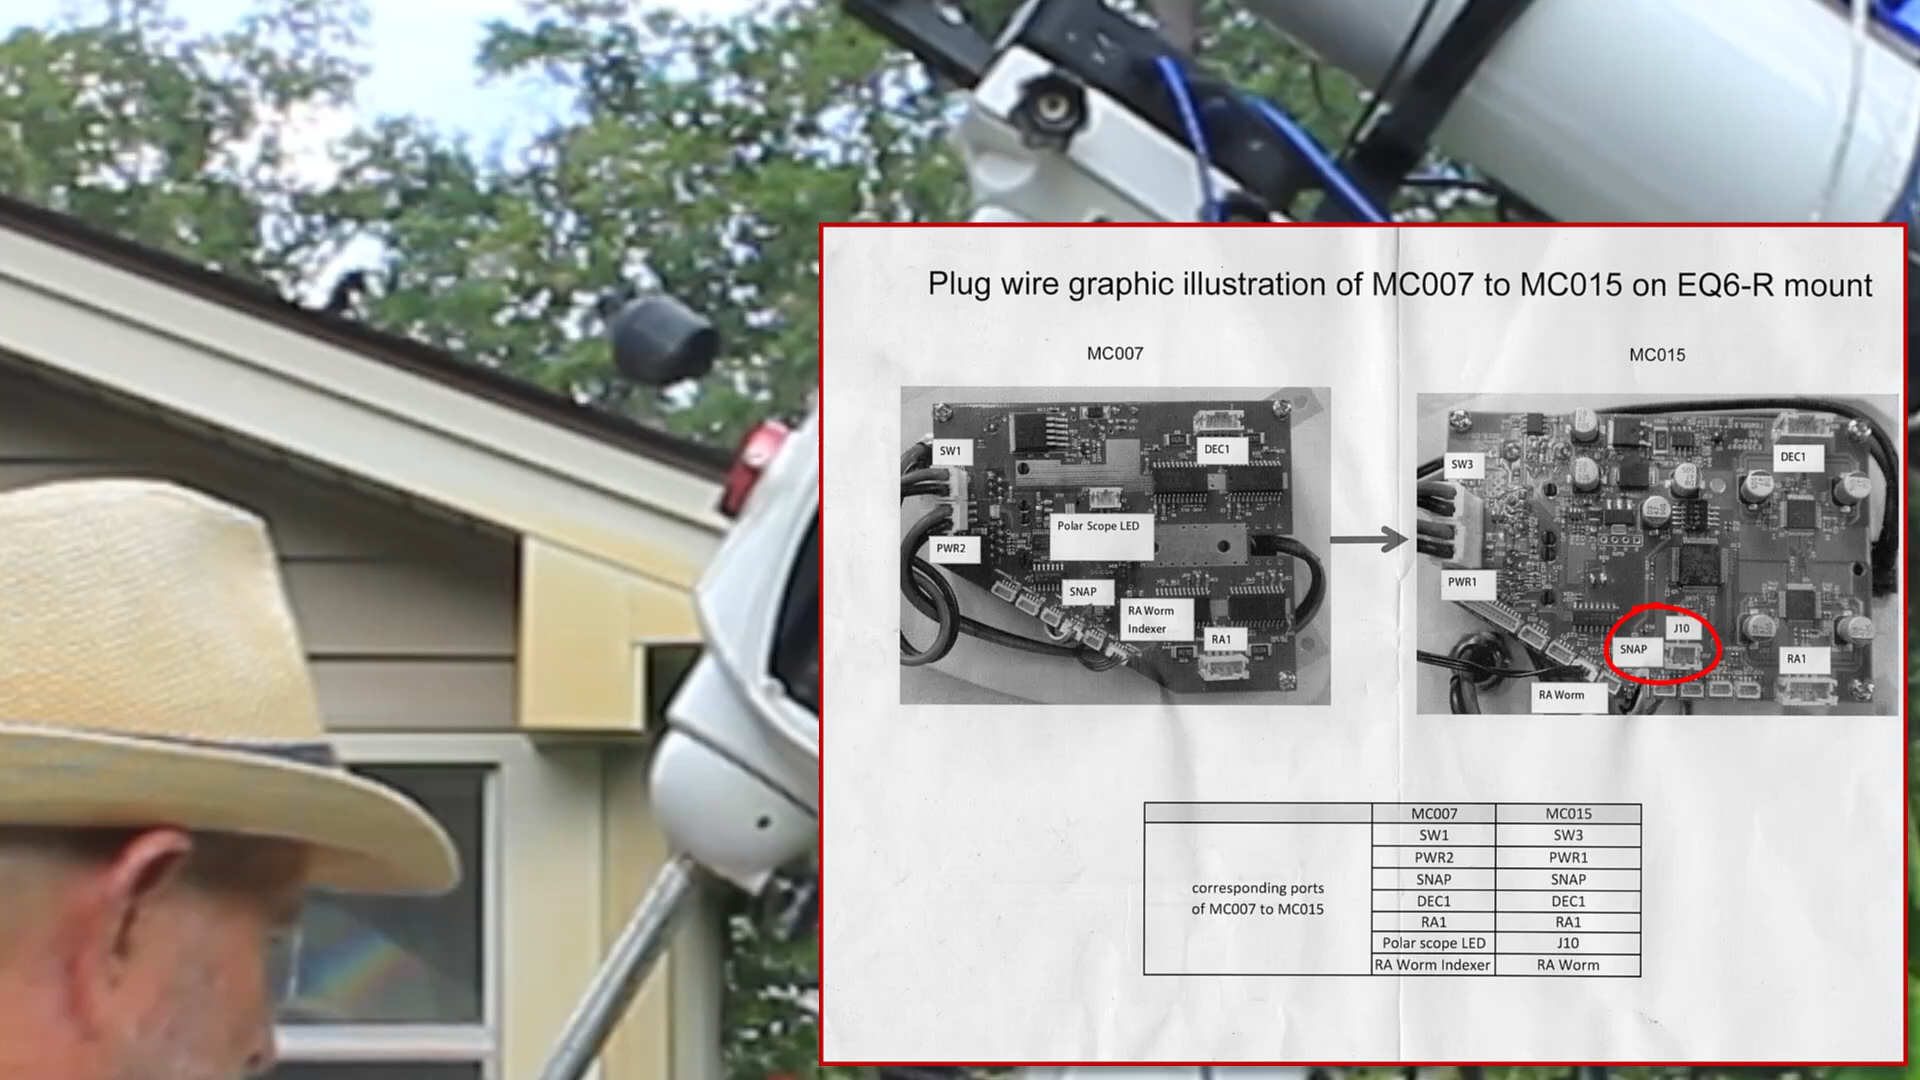 Plug wire graphic illustration of MC007 to MC015 on EQ6-R mount
MC007
MC015
SW1
DEC1
Polar Scope LED
PWR2
SNAP
RA Worm
Indexer
RA1
SW3
DEC1
PWR1
J10
SNAP
RA Worm
RA1
MC007 MC015
SW1 SW3
PWR2 PWR1
SNAP SNAP
DEC1 DEC1
RA1 RA1
Polar scope LED J10
RA Worm Indexer RA Worm
corresponding ports
of MC007 to MC015